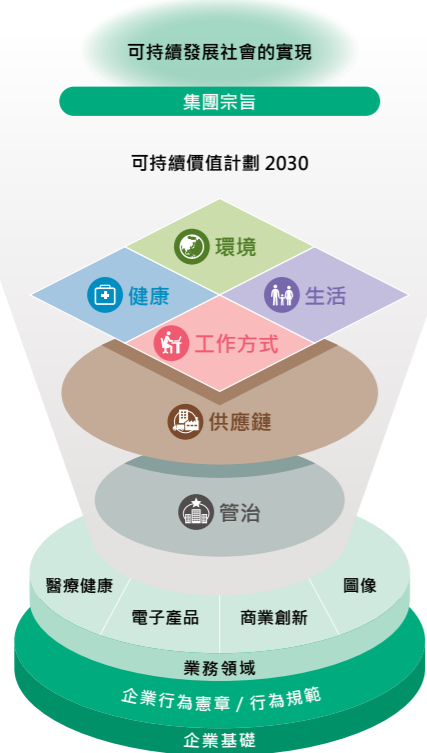 可持續發展社會的實現
集團宗旨
可持續價值計劃 2030
環境
健康
生活
工作方式
供應鏈
管治
醫療健康
電子產品
商業創新
圖像
業務領域
企業行為憲章 / 行為規範
企業基礎